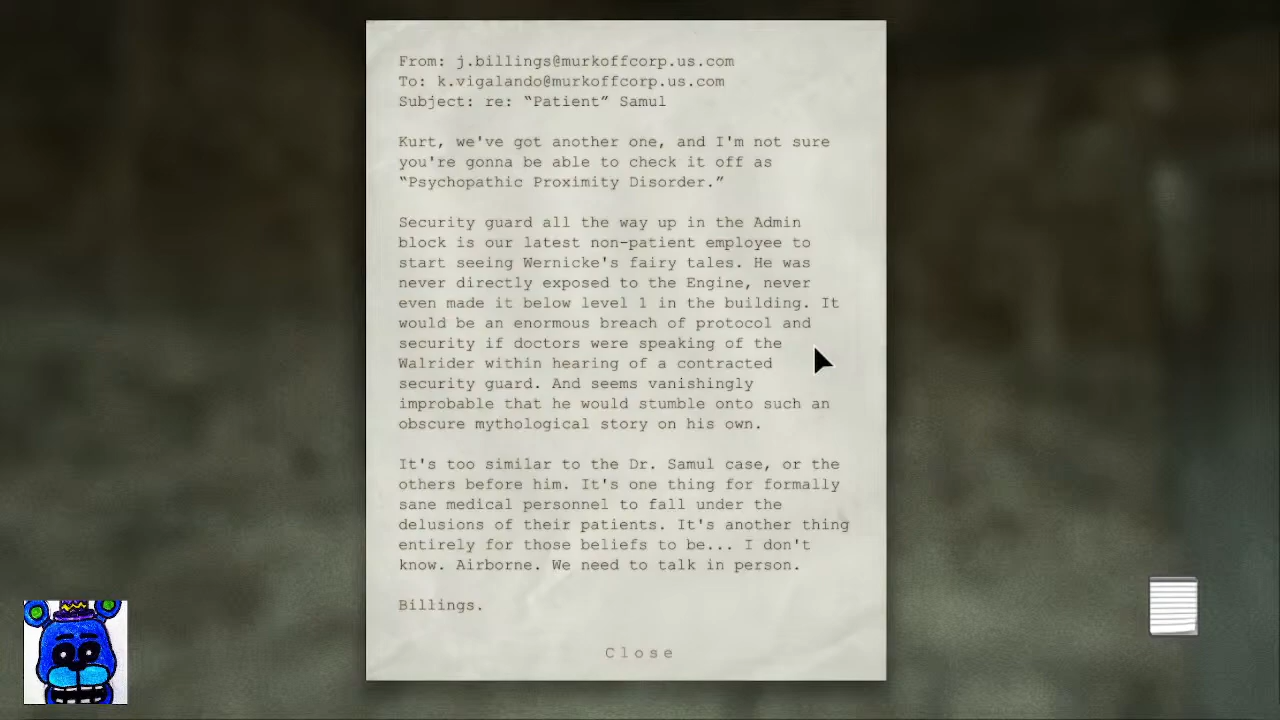 From: j.billings@murkoffcorp.us.com
To: k.vigalando@murkoffcorp.us.com
Subject: re: “Patient” Samul
Kurt, we've got another one, and I'm not sure
you're gonna be able to check it off as
“Psychopathic Proximity Disorder.”
Security guard all the way up in the Admin
block is our latest non-patient employee to
start seeing Wernicke's fairy tales. He was
never directly exposed to the Engine, never
even made it below level 1 in the building. It
would be an enormous breach of protocol and
security if doctors were speaking of the
Walrider within hearing of a contracted
security guard. And seems vanishingly
improbable that he would stumble onto such an
obscure mythological story on his own.
It's too similar to the Dr. Samul case, or the
others before him. It's one thing for formally
sane medical personnel to fall under the
delusions of their patients. It's another thing
entirely for those beliefs to be... I don't
know. Airborne. We need to talk in person.
Billings.
Close